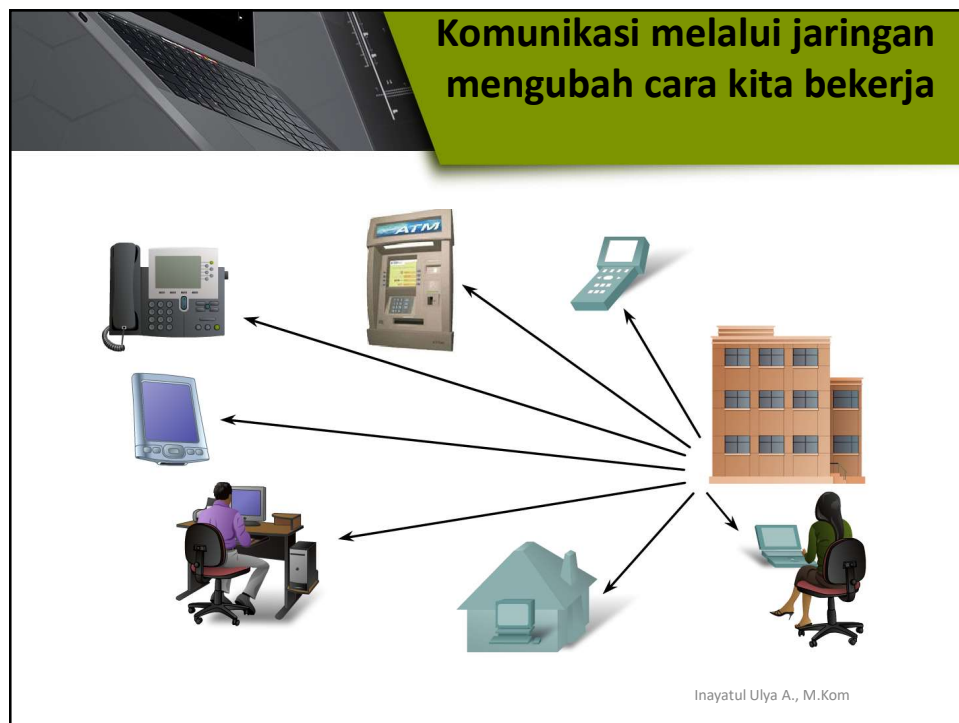 Komunikasi melalui jaringan
mengubah cara kita bekerja
ATM
Inayatul Ulya A., M.Kom